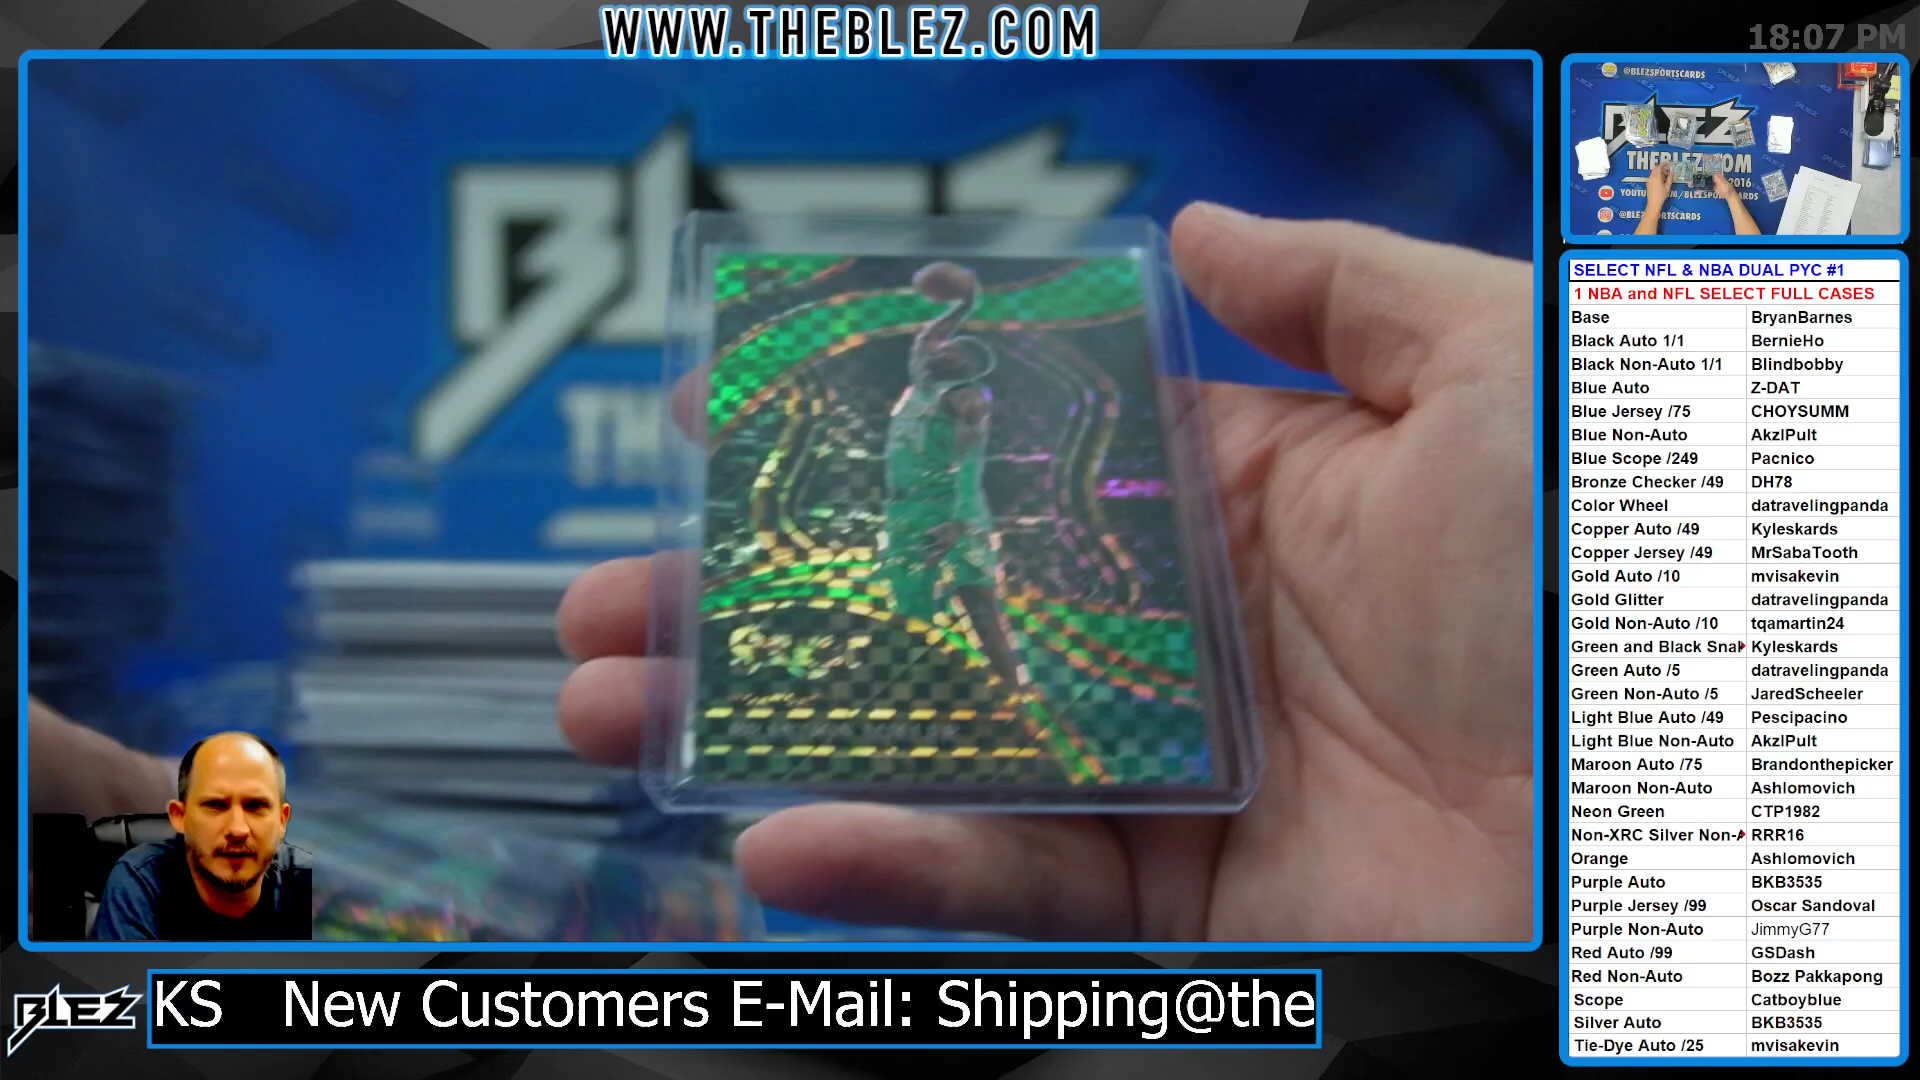 WWW.THEBLEZ.COM
18:07 PM
BLEZ
@BLEZSPORTSCARDS
BLEZ
2016
SELECT NFL & NBA DUAL PYC #1
1 NBA and NFL SELECT FULL CASES
Base BryanBarnes
Black Auto 1/1 BernieHo
Black Non-Auto 1/1 Blindbobby
Blue Auto Z-DAT
Blue Jersey /75 CHOYSUMM
Blue Non-Auto AkzlPult
Blue Scope /249 Pacnico
Bronze Checker /49 DH78
Color Wheel datravelingpanda
Copper Auto /49 Kyleskards
Copper Jersey /49 MrSabaTooth
Gold Auto /10 mvisakevin
Gold Glitter datravelingpanda
Gold Non-Auto /10 tqamartin24
Green and Black Snak Kyleskards
Green Auto /5 datravelingpanda
Green Non-Auto /5 JaredScheeler
Light Blue Auto /49 Pescipacino
Light Blue Non-Auto AkzlPult
Maroon Auto /75 Brandonthepicker
Maroon Non-Auto Ashlomovich
Neon Green CTP1982
Non-XRC Silver Non-A RRR16
Orange Ashlomovich
Purple Auto BKB3535
Purple Jersey /99 Oscar Sandoval
Purple Non-Auto JimmyG77
Red Auto /99 GSDash
Red Non-Auto Bozz Pakkapong
Scope Catboyblue
Silver Auto BKB3535
Tie-Dye Auto /25 mvisakevin
BLEZ
KS New Customers E-Mail: Shipping@the